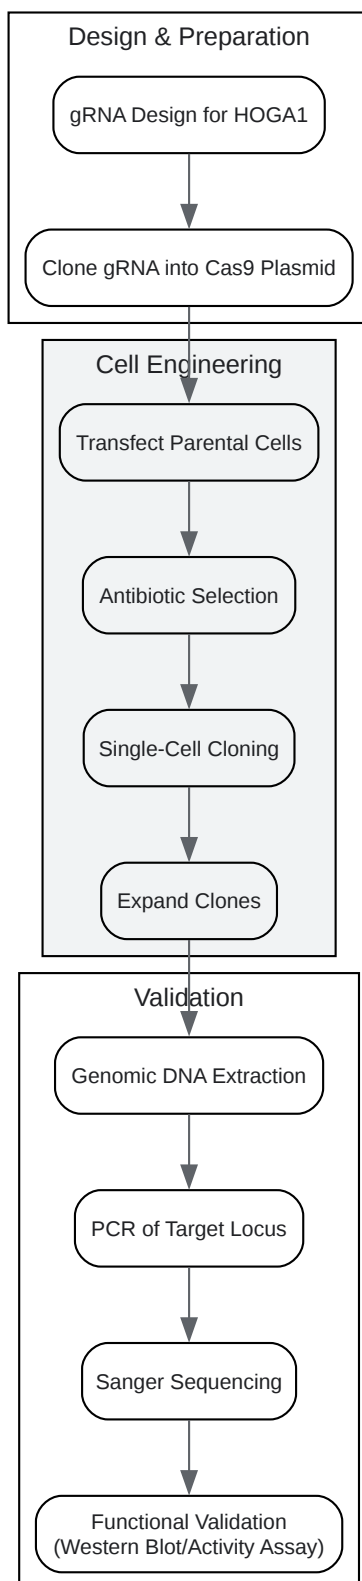 Design & Preparation
gRNA Design for HOGA1
Clone gRNA into Cas9 Plasmid
Cell Engineering
Transfect Parental Cells
Antibiotic Selection
Single-Cell Cloning
Expand Clones
Validation
Genomic DNA Extraction
PCR of Target Locus
Sanger Sequencing
Functional Validation
(Western Blot/Activity Assay)